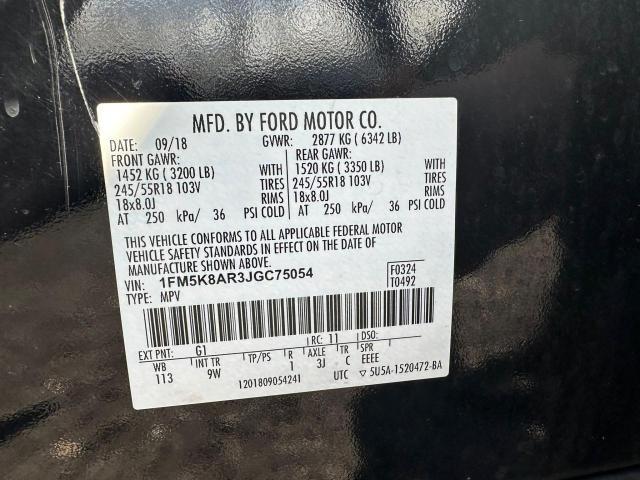 MFD. BY FORD MOTOR CO.
DATE: 09/18 GVWR: 2877 KG ( 6342 LB)
FRONT GAWR: REAR GAWR:
1452 KG ( 3200 LB) WITH 1520 KG ( 3350 LB) WITH
245/55R18 103V TIRES 245/55R18 103V TIRES
18x8.0J RIMS 18x8.0J RIMS
AT 250 kPa/ 36 PSI COLD AT 250 kPa/ 36 PSI COLD
THIS VEHICLE CONFORMS TO ALL APPLICABLE FEDERAL MOTOR
VEHICLE SAFETY STANDARDS IN EFFECT ON THE DATE OF
MANUFACTURE SHOWN ABOVE.
VIN: 1FM5K8AR3JGC75054 F0324
TYPE: MPV T0492
EXT PNT: G1 RC: 11 DSO:
WB INT TR TP/PS R AXLE TR SPR
113 9W 1 3J C EEEE
1201809054241 UTC ▽ 5U5A-1520472-BA